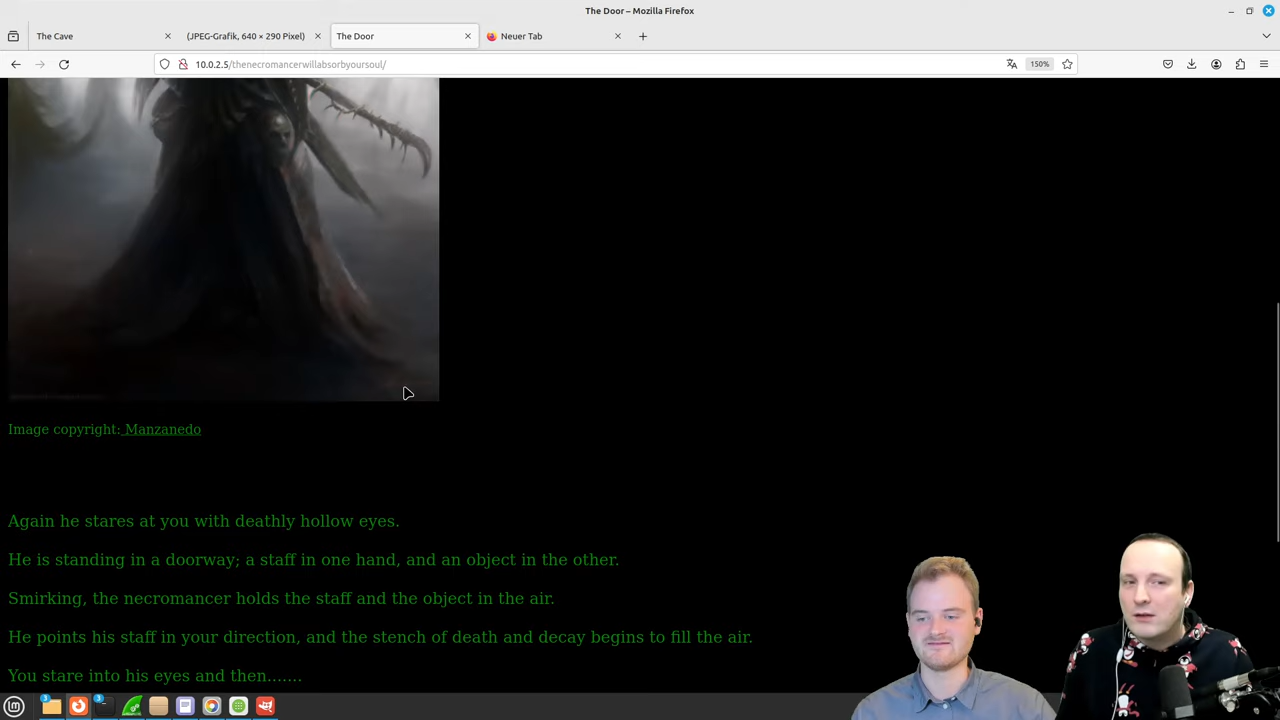 The Door – Mozilla Firefox
The Cave
(JPEG-Grafik, 640 × 290 Pixel)
The Door
Neuer Tab
10.0.2.5/thenecromancerwillabsorbyoursoul/
150%
Image copyright: Manzanedo
Again he stares at you with deathly hollow eyes.
He is standing in a doorway; a staff in one hand, and an object in the other.
Smirking, the necromancer holds the staff and the object in the air.
He points his staff in your direction, and the stench of death and decay begins to fill the air.
You stare into his eyes and then.......
3
3